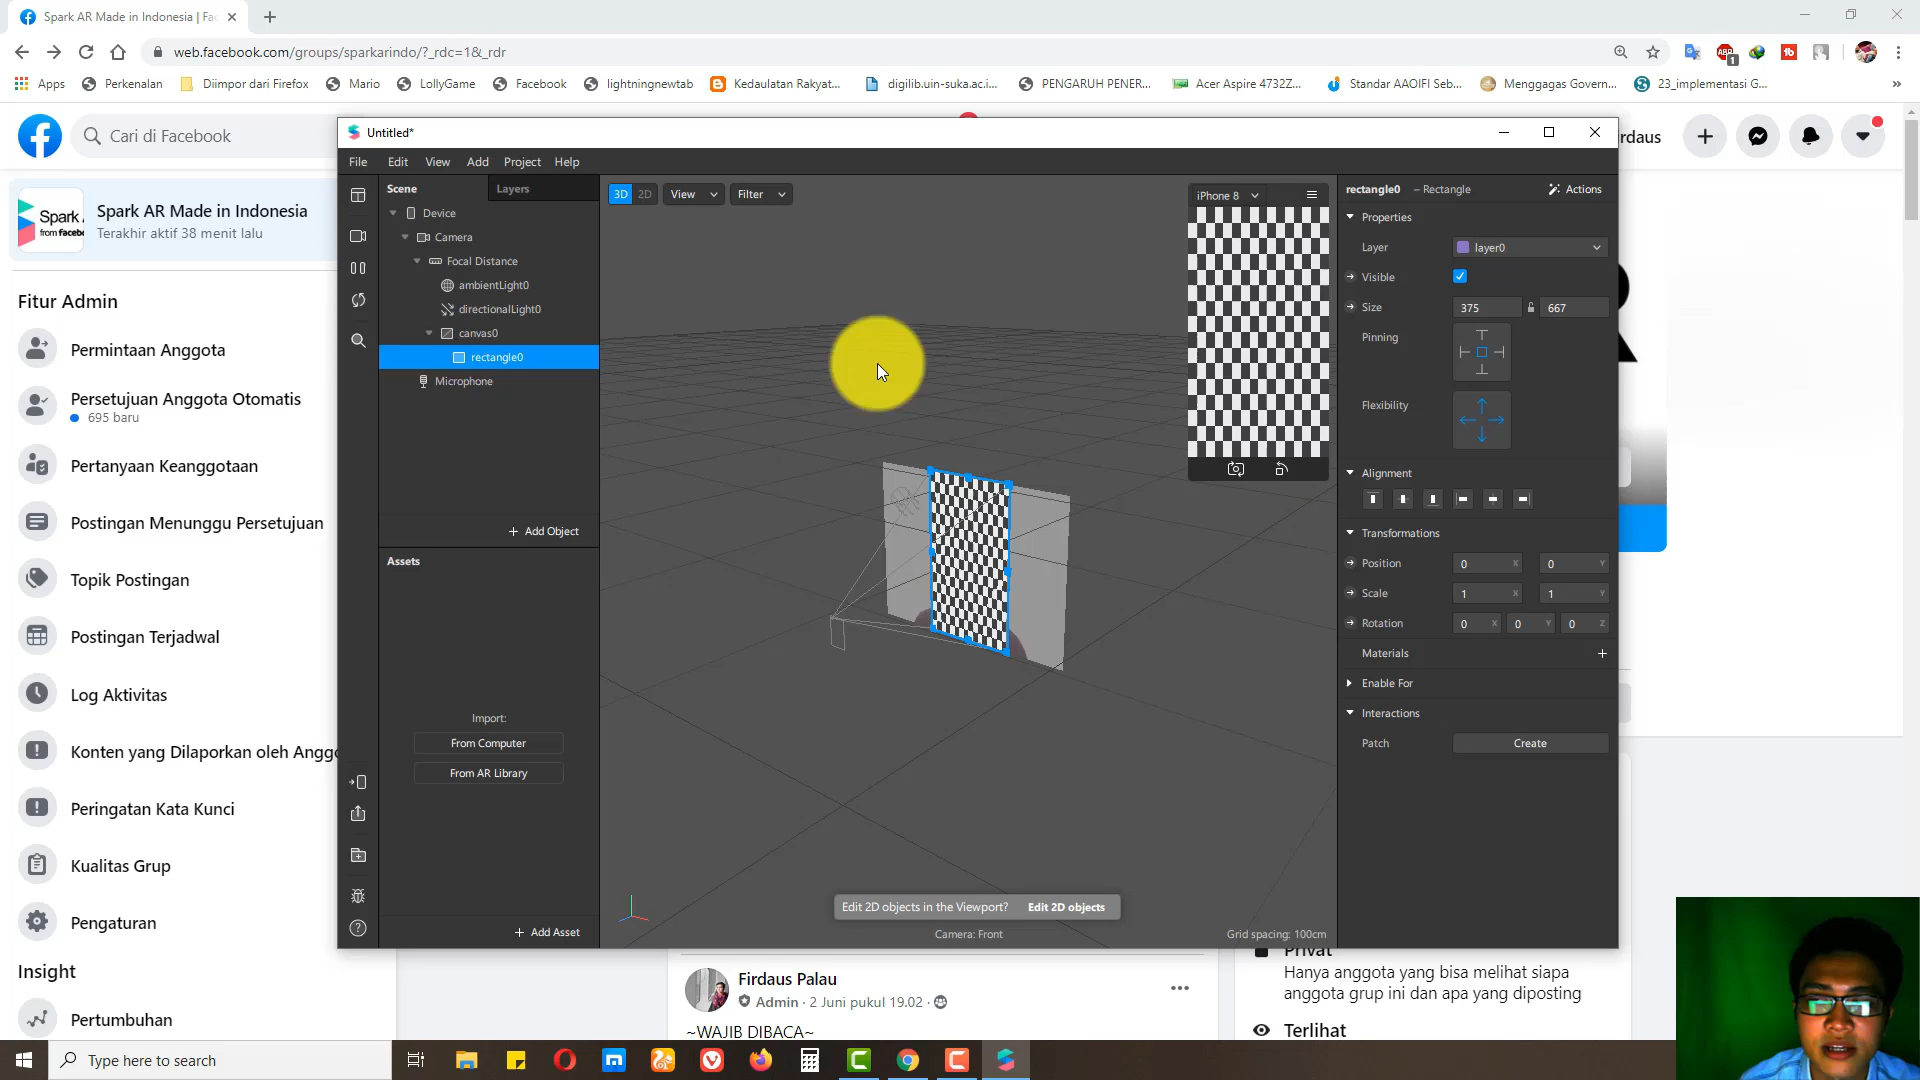 Spark AR Made in Indonesia | Fac
web.facebook.com/groups/sparkarindo/?_rdc=1&_rdr
Apps
Perkenalan
Diimpor dari Firefox
Mario
LollyGame
Facebook
lightningnewtab
Kedaulatan Rakyat...
digilib.uin-suka.ac.i...
PENGARUH PENER...
Acer Aspire 4732Z...
Standar AAOIFI Seb...
Menggagas Govern...
23_implementasi G...
Cari di Facebook
rdaus
Spark AR Made in Indonesia
Terakhir aktif 38 menit lalu
Fitur Admin
Permintaan Anggota
Persetujuan Anggota Otomatis
695 baru
Pertanyaan Keanggotaan
Postingan Menunggu Persetujuan
Topik Postingan
Postingan Terjadwal
Log Aktivitas
Konten yang Dilaporkan oleh Anggo
Peringatan Kata Kunci
Kualitas Grup
Pengaturan
Insight
Pertumbuhan
Untitled*
File Edit View Add Project Help
Scene
Layers
Device
Camera
Focal Distance
ambientLight0
directionalLight0
canvas0
rectangle0
Microphone
+ Add Object
Assets
Import:
From Computer
From AR Library
+ Add Asset
3D 2D
View
Filter
iPhone 8
Edit 2D objects in the Viewport? Edit 2D objects
Camera: Front
Grid spacing: 100cm
rectangle0 – Rectangle
Actions
Properties
Layer layer0
Visible
Size 375 667
Pinning
Flexibility
Alignment
Transformations
Position 0 X 0 Y
Scale 1 X 1 Y
Rotation 0 X 0 Y 0 Z
Materials +
Enable For
Interactions
Patch Create
Firdaus Palau
Admin · 2 Juni pukul 19.02 ·
~WAJIB DIBACA~
Privat
Hanya anggota yang bisa melihat siapa
anggota grup ini dan apa yang diposting
Terlihat
Type here to search